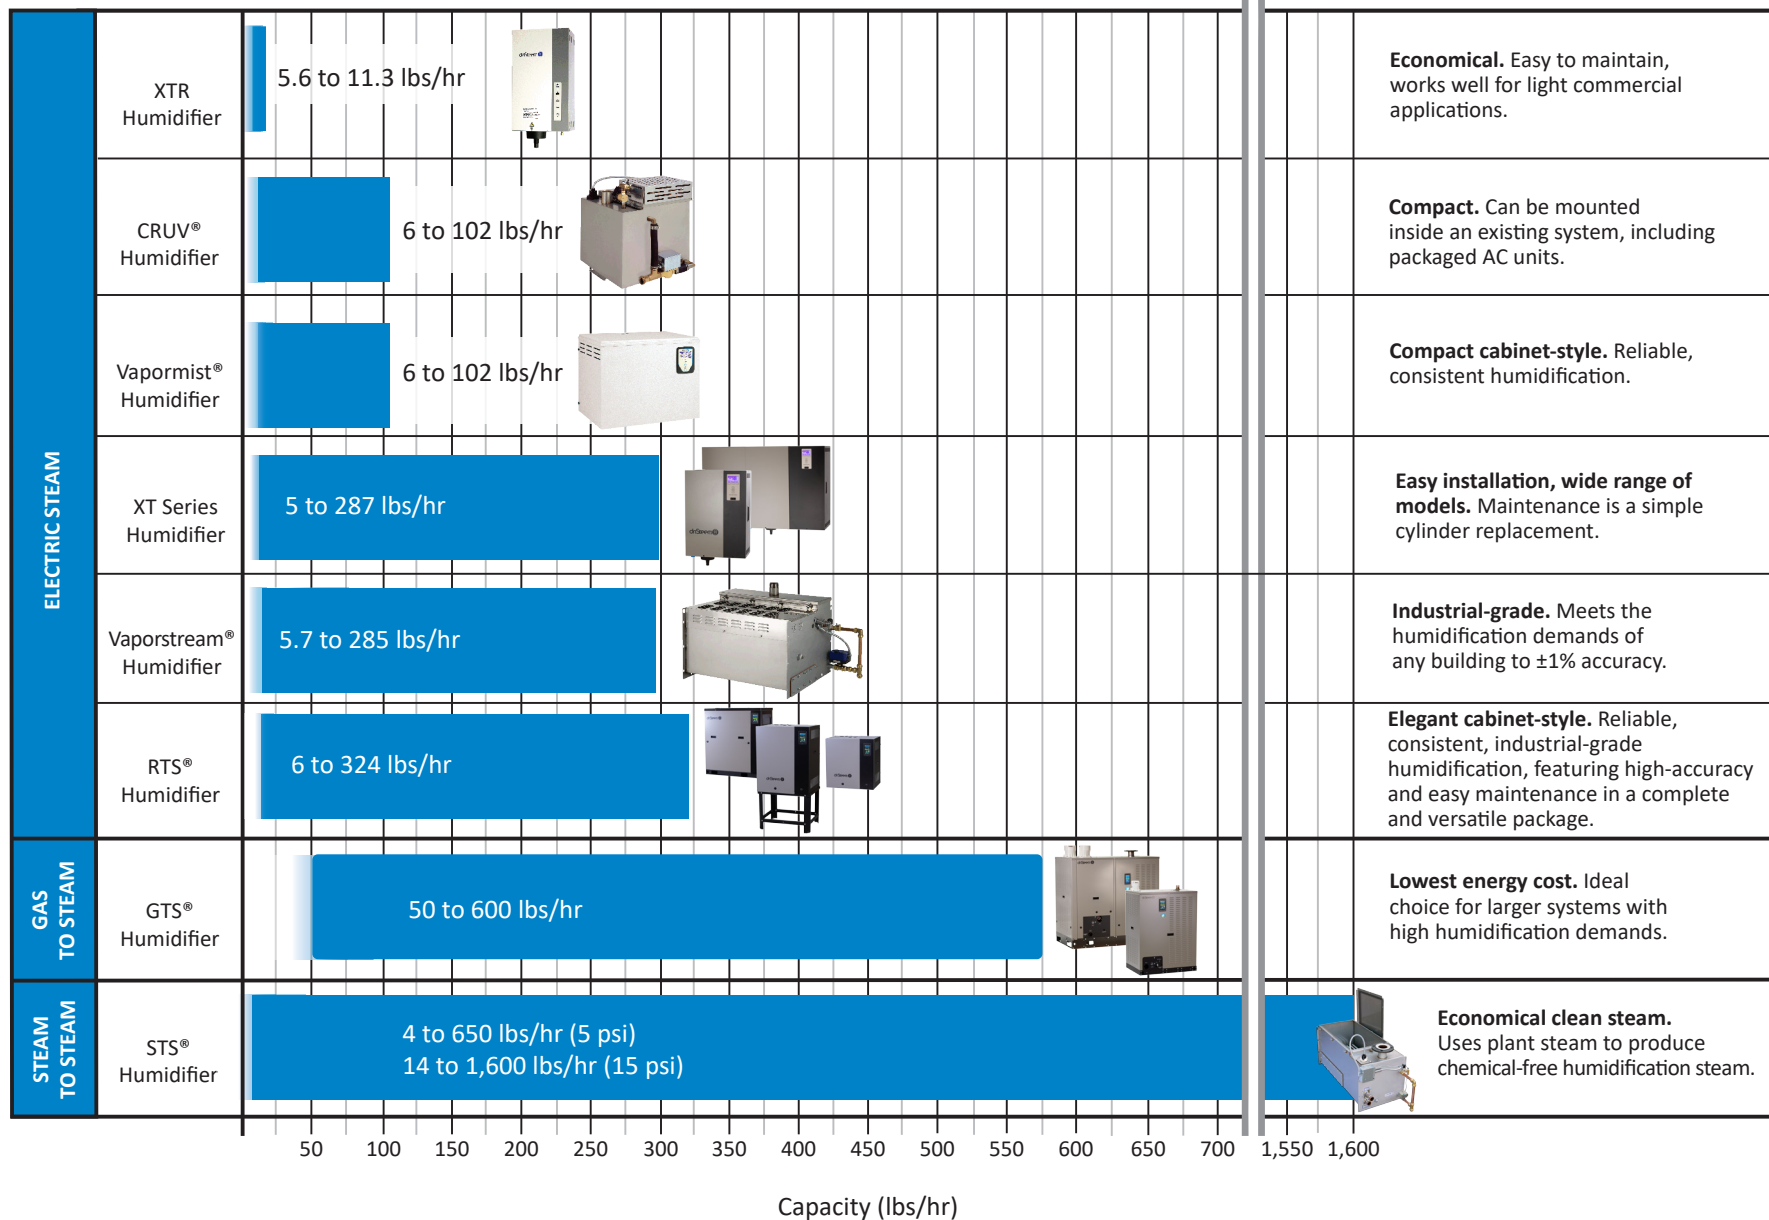 ELECTRIC STEAM
XTR
Humidifier
5.6 to 11.3 lbs/hr
Economical. Easy to maintain,
works well for light commercial
applications.
CRUV®
Humidifier
6 to 102 lbs/hr
Compact. Can be mounted
inside an existing system, including
packaged AC units.
Vapormist®
Humidifier
6 to 102 lbs/hr
Compact cabinet-style. Reliable,
consistent humidification.
XT Series
Humidifier
5 to 287 lbs/hr
Easy installation, wide range of
models. Maintenance is a simple
cylinder replacement.
Vaporstream®
Humidifier
5.7 to 285 lbs/hr
Industrial-grade. Meets the
humidification demands of
any building to ±1% accuracy.
RTS®
Humidifier
6 to 324 lbs/hr
Elegant cabinet-style. Reliable,
consistent, industrial-grade
humidification, featuring high-accuracy
and easy maintenance in a complete
and versatile package.
GAS
TO STEAM
GTS®
Humidifier
50 to 600 lbs/hr
Lowest energy cost. Ideal
choice for larger systems with
high humidification demands.
STEAM
TO STEAM
STS®
Humidifier
4 to 650 lbs/hr (5 psi)
14 to 1,600 lbs/hr (15 psi)
Economical clean steam.
Uses plant steam to produce
chemical-free humidification steam.
50 100 150 200 250 300 350 400 450 500 550 600 650 700 1,550 1,600
Capacity (lbs/hr)